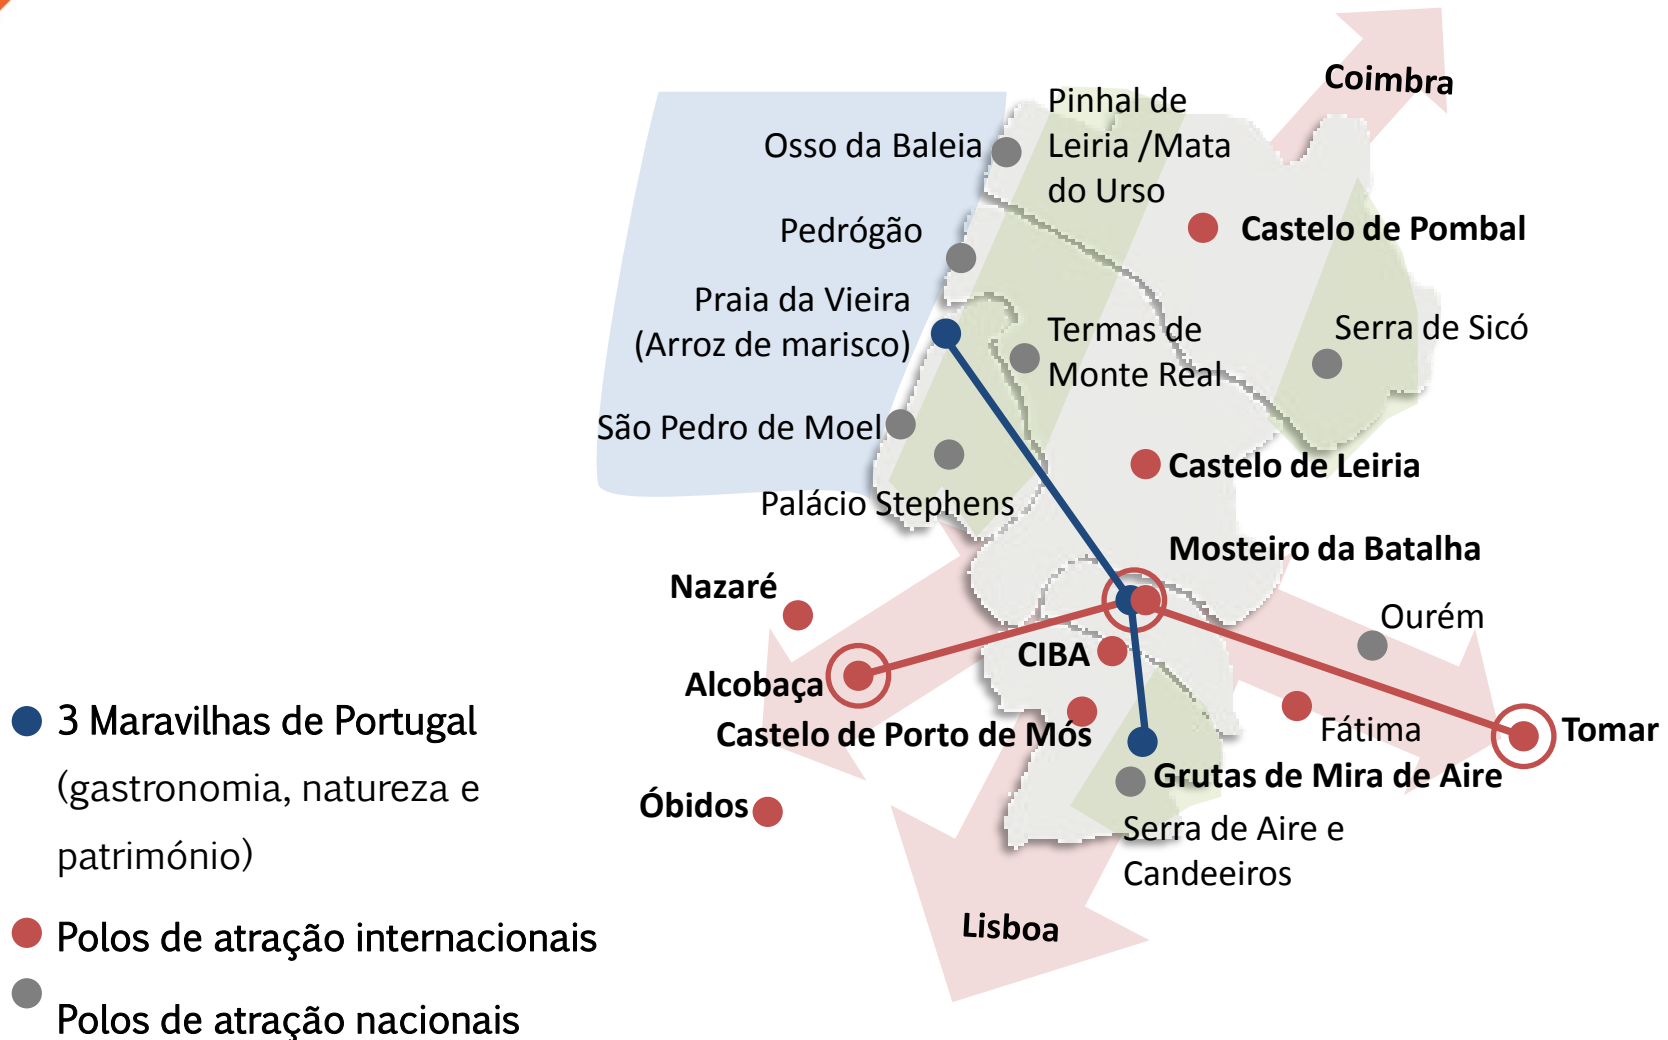 Coimbra
Pinhal de
Leiria /Mata
do Urso
Osso da Baleia
Castelo de Pombal
Pedrógão
Praia da Vieira
(Arroz de marisco)
Termas de
Monte Real
Serra de Sicó
São Pedro de Moel
Castelo de Leiria
Palácio Stephens
Mosteiro da Batalha
Nazaré
Ourém
CIBA
Alcobaça
Castelo de Porto de Mós
Fátima
Tomar
Grutas de Mira de Aire
Óbidos
Serra de Aire e
Candeeiros
Lisboa
3 Maravilhas de Portugal
(gastronomia, natureza e
património)
Polos de atração internacionais
Polos de atração nacionais